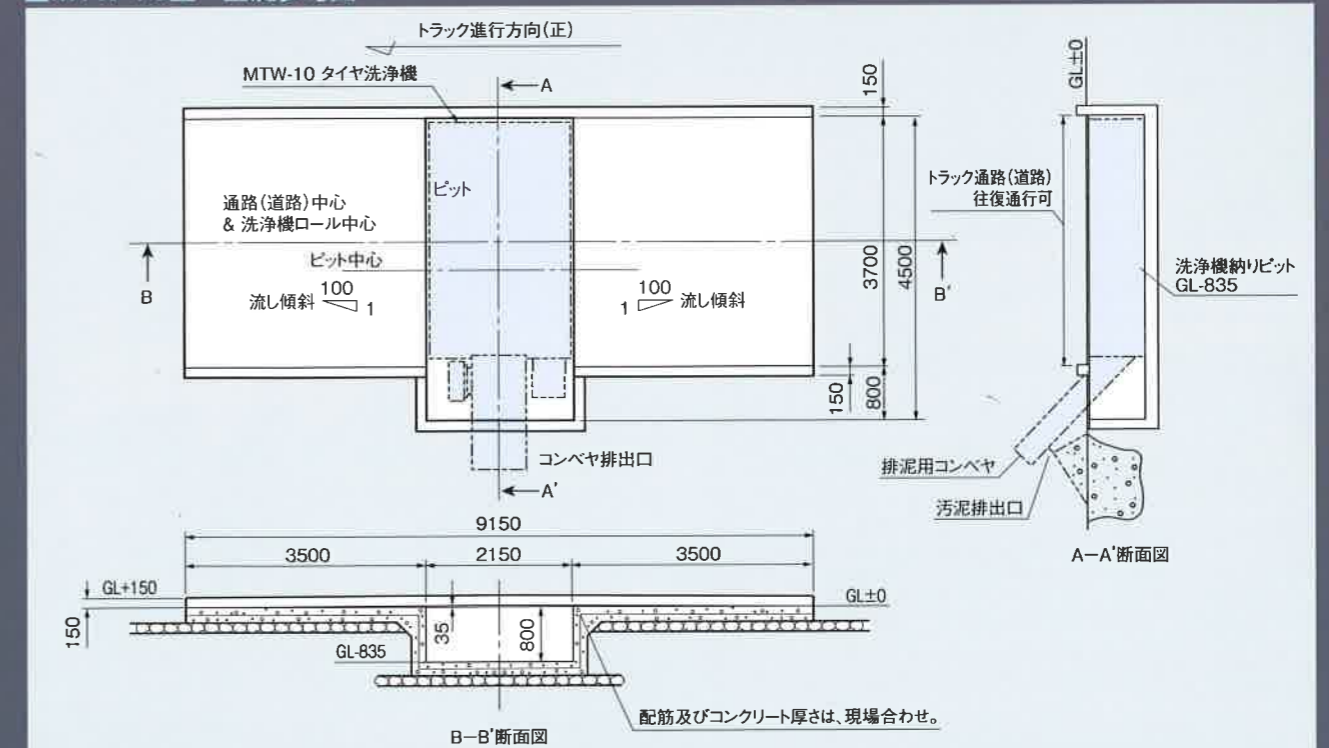 トラック進行方向(正)
MTW-10 タイヤ洗浄機
A
150
GL±0
ピット
通路(道路)中心
& 洗浄機ロール中心
トラック通路(道路)
往復通行可
ピット中心
B
3700
4500
B'
洗浄機納りピット
GL-835
流し傾斜
100
1
100
1
流し傾斜
150
800
コンベヤ排出口
排泥用コンベヤ
汚泥排出口
A'
A-A'断面図
9150
3500
2150
3500
GL+150
GL±0
150
35
800
GL-835
配筋及びコンクリート厚さは、現場合わせ。
B-B'断面図